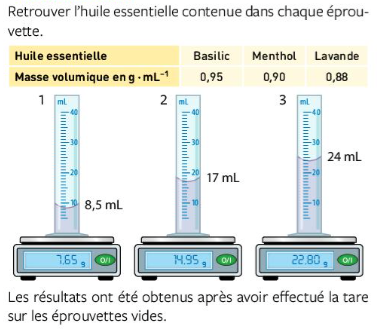 Retrouver l'huile essentielle contenue dans chaque éprou-
vette.
Huile essentielle Basilic Menthol Lavande
Masse volumique en g · mL⁻¹ 0,95 0,90 0,88
1 2 3
mL mL mL
40 40 40
30 30 30
20 20 20
10 10 10
8,5 mL 17 mL 24 mL
7.65 g O/I 14.95 g O/I 22.80 g O/I
Les résultats ont été obtenus après avoir effectué la tare
sur les éprouvettes vides.